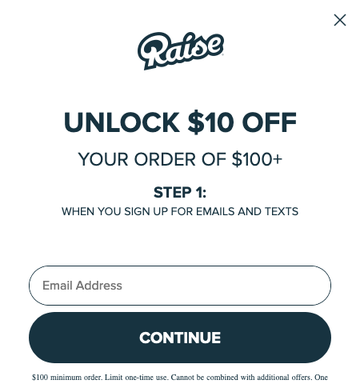 Raise
UNLOCK $10 OFF
YOUR ORDER OF $100+
STEP 1:
WHEN YOU SIGN UP FOR EMAILS AND TEXTS
Email Address
CONTINUE
$100 minimum order. Limit one-time use. Cannot be combined with additional offers. One